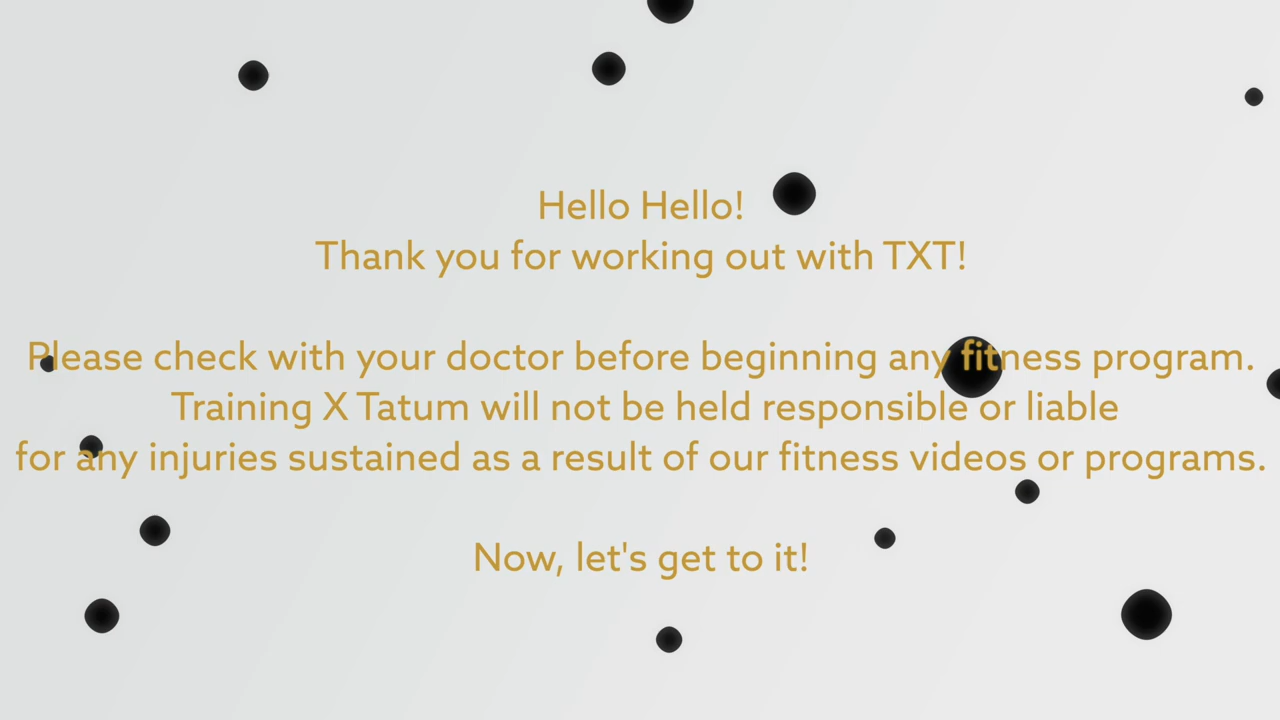 Hello Hello!
Thank you for working out with TXT!
Please check with your doctor before beginning any fitness program.
Training X Tatum will not be held responsible or liable
for any injuries sustained as a result of our fitness videos or programs.
Now, let's get to it!